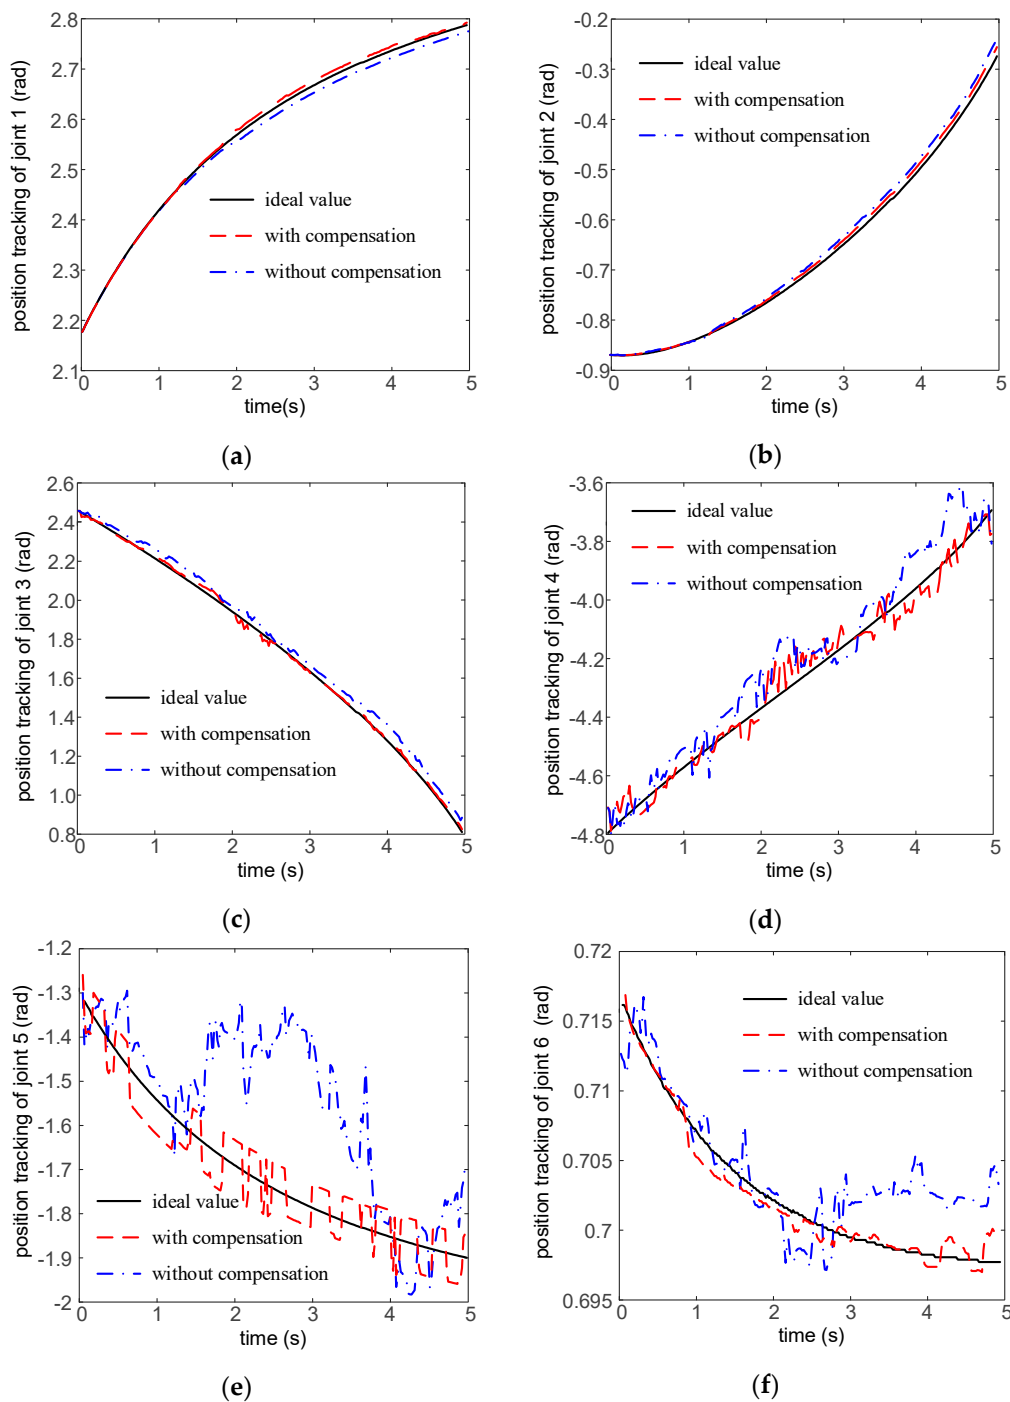 2.8
2.7
2.6
2.5
2.4
2.3
2.2
2.1
0 1 2 3 4 5
time(s)
position tracking of joint 1 (rad)
ideal value
with compensation
without compensation
(a)
-0.2
-0.3
-0.4
-0.5
-0.6
-0.7
-0.8
-0.9
0 1 2 3 4 5
time (s)
position tracking of joint 2 (rad)
ideal value
with compensation
without compensation
(b)
2.6
2.4
2.2
2.0
1.8
1.6
1.4
1.2
1.0
0.8
0 1 2 3 4 5
time (s)
position tracking of joint 3 (rad)
ideal value
with compensation
without compensation
(c)
-3.6
-3.8
-4.0
-4.2
-4.4
-4.6
-4.8
0 1 2 3 4 5
time (s)
position tracking of joint 4 (rad)
ideal value
with compensation
without compensation
(d)
-1.2
-1.3
-1.4
-1.5
-1.6
-1.7
-1.8
-1.9
-2
0 1 2 3 4 5
time (s)
position tracking of joint 5 (rad)
ideal value
with compensation
without compensation
(e)
0.72
0.715
0.71
0.705
0.7
0.695
0 1 2 3 4 5
time (s)
position tracking of joint 6 (rad)
ideal value
with compensation
without compensation
(f)